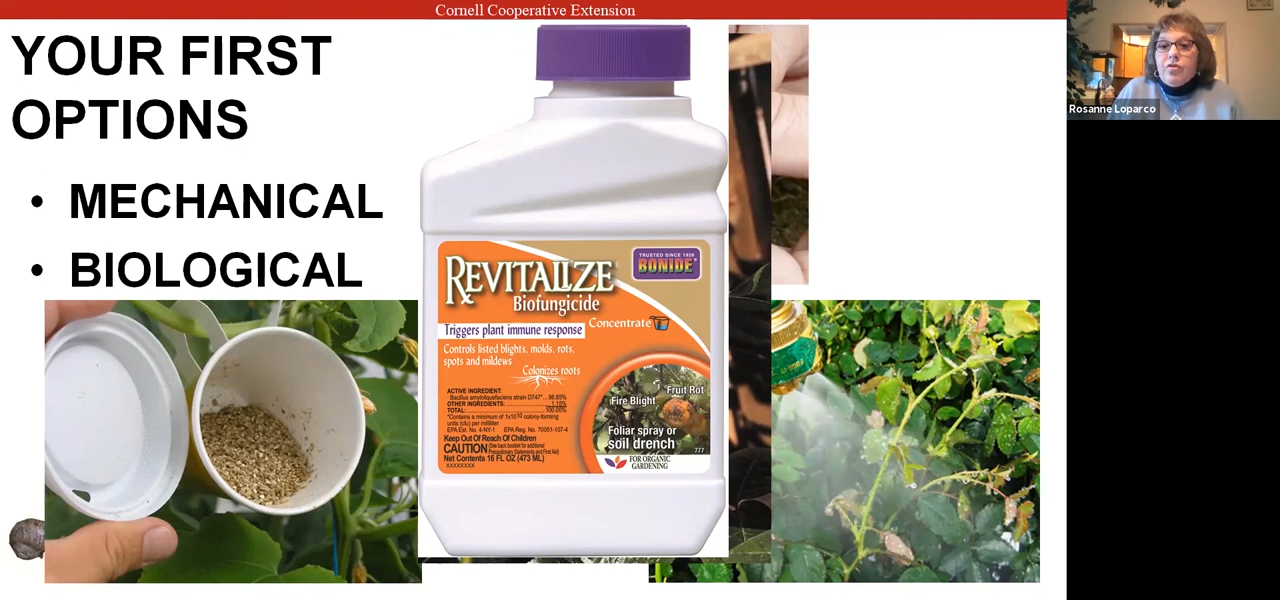 Cornell Cooperative Extension
YOUR FIRST
OPTIONS
• MECHANICAL
• BIOLOGICAL
Rosanne Loparco
TRUSTED SINCE 1926
BONIDE®
REVITALIZE
Biofungicide
Concentrate
Triggers plant immune response
Controls listed blights, molds, rots,
spots and mildews
Colonizes roots
ACTIVE INGREDIENT:
Bacillus amyloliquefaciens strain D747*... 98.85%
OTHER INGREDIENTS: 1.15%
TOTAL: 100.00%
*Contains a minimum of 1x10¹⁰ colony-forming
units (cfu) per milliliter
EPA Est. No. 4-NY-1 EPA Reg. No. 70051-107-4
Keep Out Of Reach Of Children
CAUTION (See back booklet for additional
Precautionary Statements and First Aid)
Net Contents 16 FL OZ (473 ML)
XXXXXXXX
Fruit Rot
Fire Blight
Foliar spray or
soil drench
777
FOR ORGANIC
GARDENING